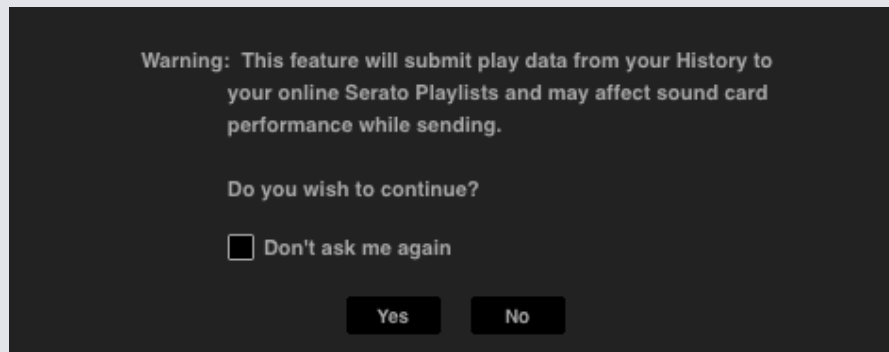 Warning: This feature will submit play data from your History to
your online Serato Playlists and may affect sound card
performance while sending.
Do you wish to continue?
Don't ask me again
Yes No